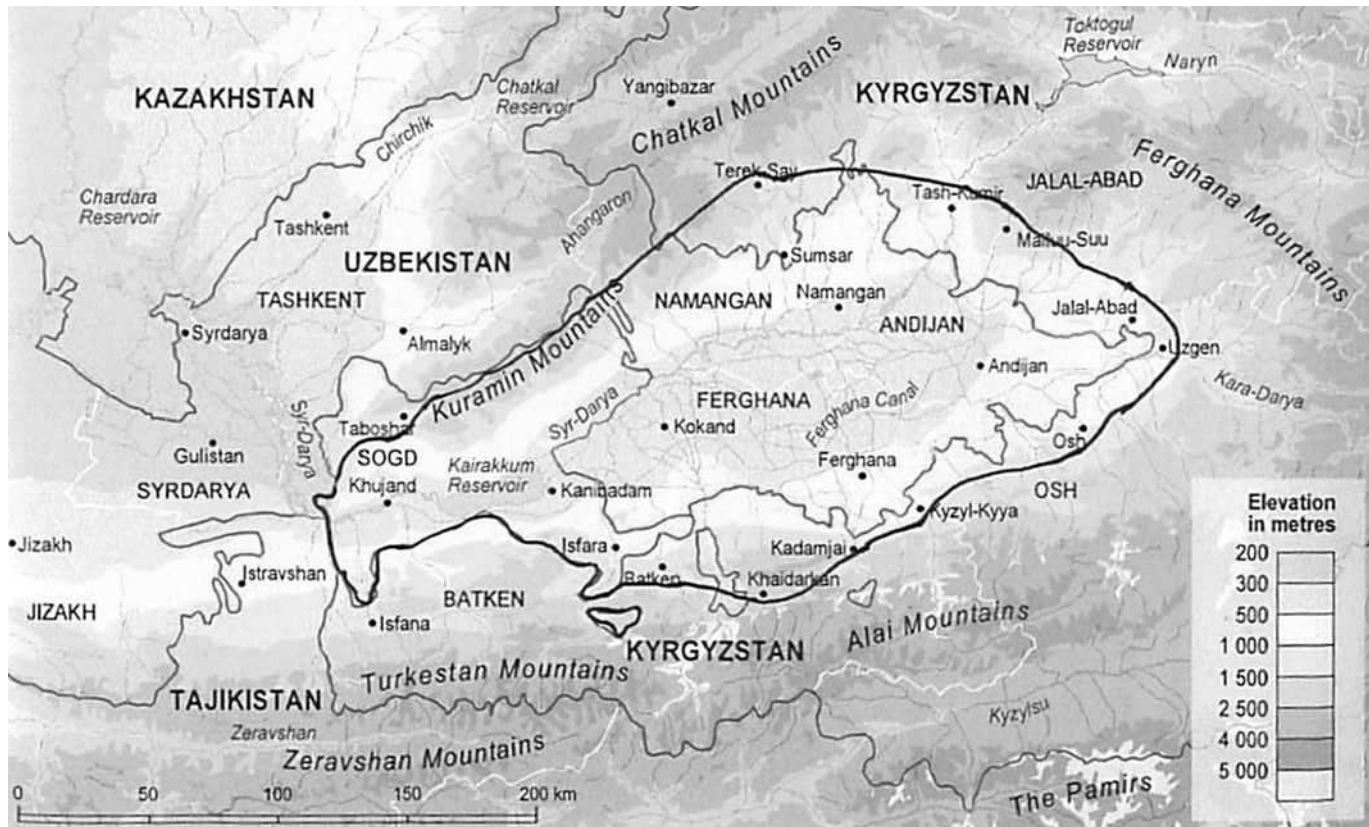 Toktogul
Reservoir
Naryn
KAZAKHSTAN
Chatkal
Reservoir
Yangibazar
KYRGYZSTAN
Chatkal Mountains
Chirchik
Ferghana Mountains
Chardara
Reservoir
Terek-Say
Tash-Kumir
JALAL-ABAD
Tashkent
Ahangaron
Mailuu-Suu
UZBEKISTAN
Sumsar
TASHKENT
NAMANGAN
Namangan
Jalal-Abad
Syrdarya
Almalyk
Kuramin Mountains
ANDIJAN
Uzgen
Andijan
Kara-Darya
Syr-Darya
Taboshar
Syr-Darya
FERGHANA
Ferghana Canal
Kokand
Osh
Gulistan
SOGD
Kairakkum
Reservoir
Ferghana
SYRDARYA
Khujand
Kanibadam
OSH
Kyzyl-Kyya
Elevation
in metres
200
300
500
1 000
1 500
2 500
4 000
5 000
Jizakh
Isfara
Kadamjai
Istravshan
Batken
Khaidarkan
JIZAKH
BATKEN
Isfana
KYRGYZSTAN
Alai Mountains
Turkestan Mountains
TAJIKISTAN
Zeravshan
Kyzylsu
Zeravshan Mountains
The Pamirs
0
50
100
150
200 km